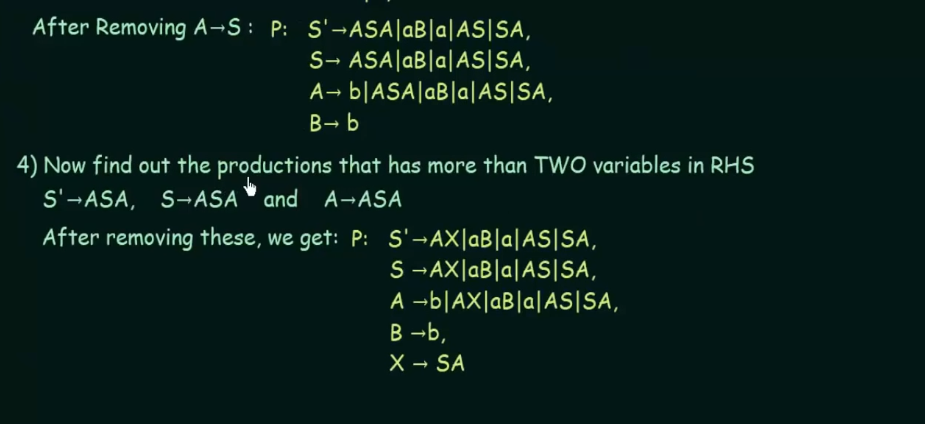 After Removing A→S : P: S'→ASA|aB|a|AS|SA,
S→ ASA|aB|a|AS|SA,
A→ b|ASA|aB|a|AS|SA,
B→ b
4) Now find out the productions that has more than TWO variables in RHS
S'→ASA, S→ASA and A→ASA
After removing these, we get: P: S'→AX|aB|a|AS|SA,
S →AX|aB|a|AS|SA,
A →b|AX|aB|a|AS|SA,
B →b,
X → SA